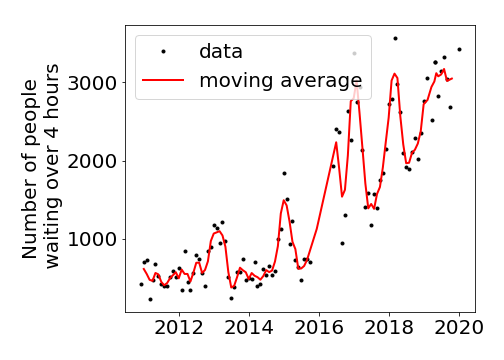 data
moving average
Number of people
waiting over 4 hours
3000
2000
1000
2012 2014 2016 2018 2020